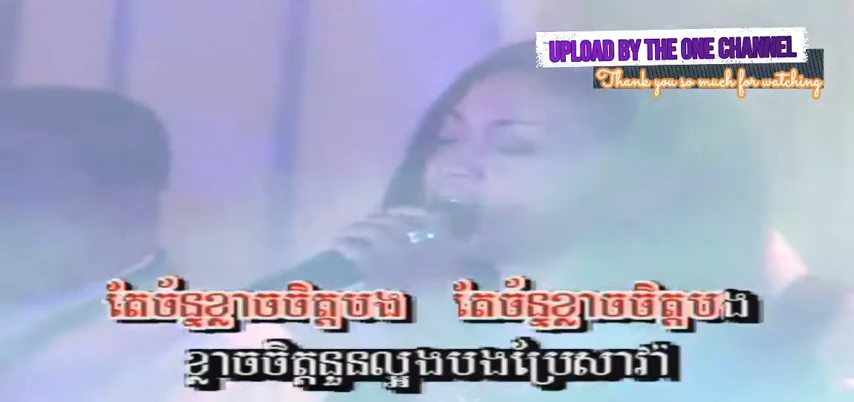 UPLOAD BY THE ONE CHANNEL
Thank you so much for watching
តែច័ន្ទខ្លាចចិត្តបង តែច័ន្ទខ្លាចចិត្តបង
ខ្លាចចិត្តនួនល្អងបងប្រែសាវ៉ា